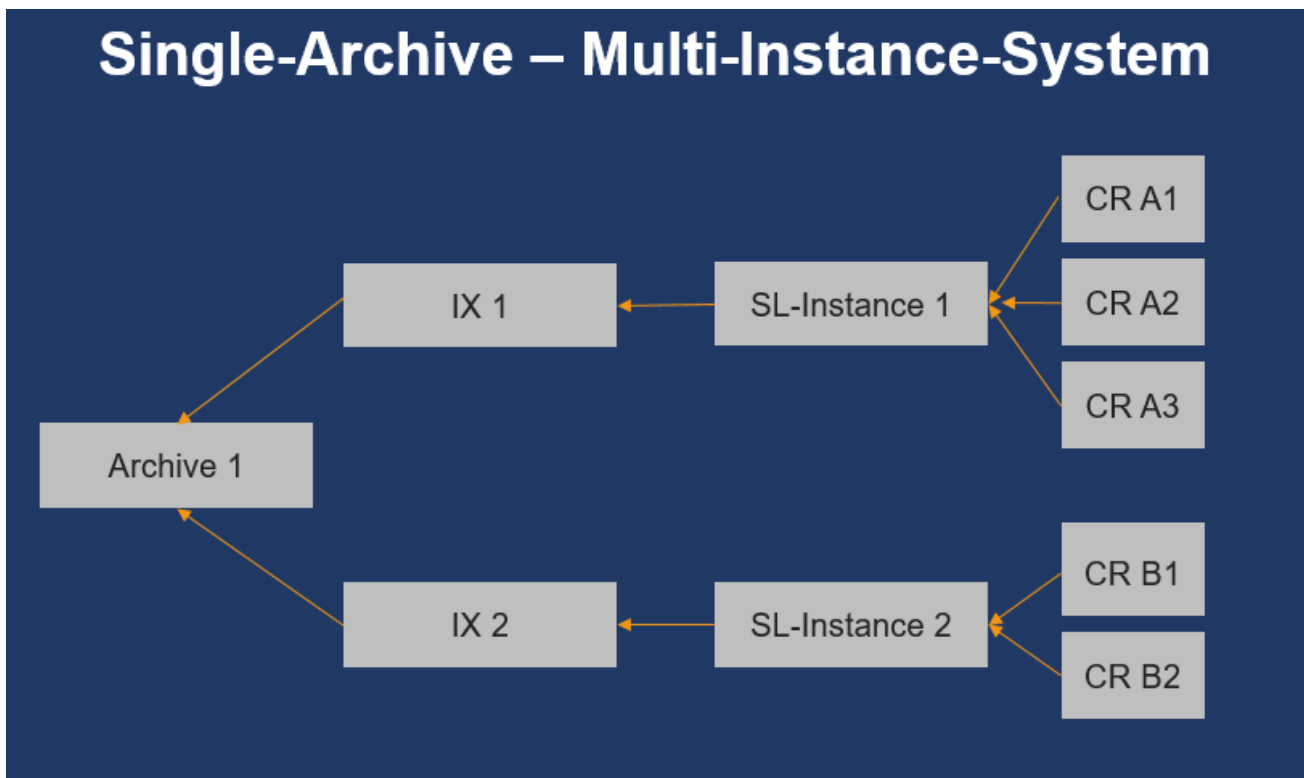 Single-Archive – Multi-Instance-System
CR A1
IX 1
SL-Instance 1
CR A2
CR A3
Archive 1
CR B1
IX 2
SL-Instance 2
CR B2